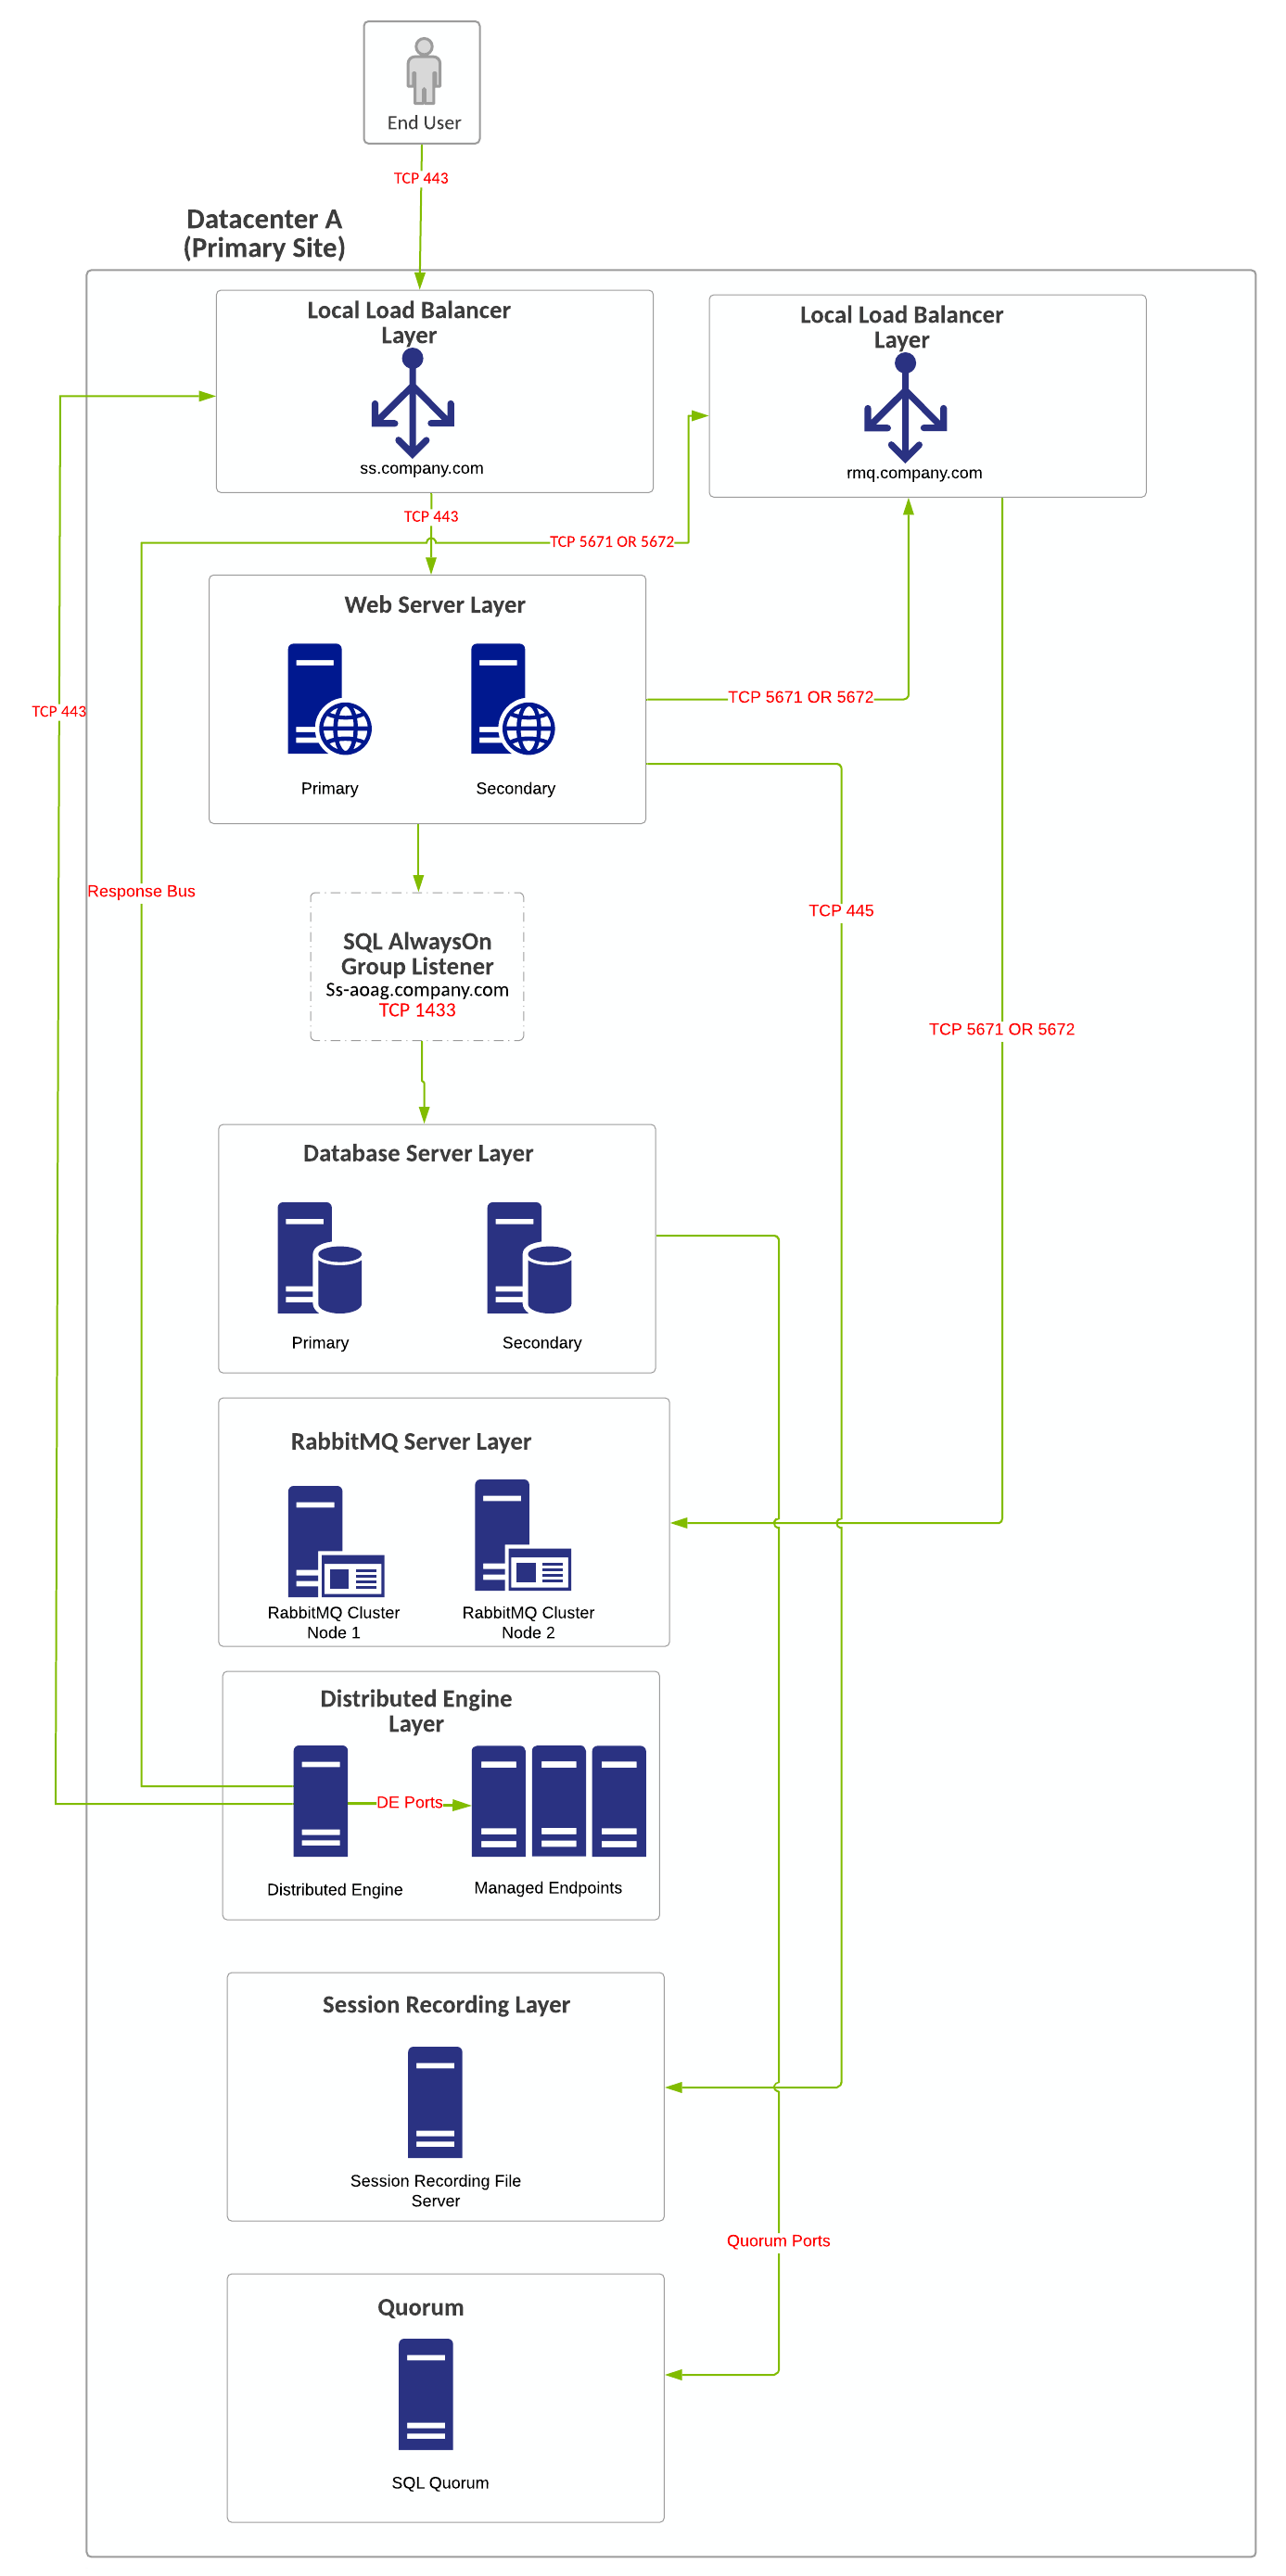 End User
TCP 443
Datacenter A
(Primary Site)
Local Load Balancer
Layer
ss.company.com
Local Load Balancer
Layer
rmq.company.com
TCP 443
TCP 5671 OR 5672
Web Server Layer
Primary
Secondary
TCP 5671 OR 5672
TCP 443
Response Bus
TCP 445
SQL AlwaysOn
Group Listener
Ss-aoag.company.com
TCP 1433
TCP 5671 OR 5672
Database Server Layer
Primary
Secondary
RabbitMQ Server Layer
RabbitMQ Cluster
Node 1
RabbitMQ Cluster
Node 2
Distributed Engine
Layer
DE Ports
Distributed Engine
Managed Endpoints
Session Recording Layer
Session Recording File
Server
Quorum Ports
Quorum
SQL Quorum